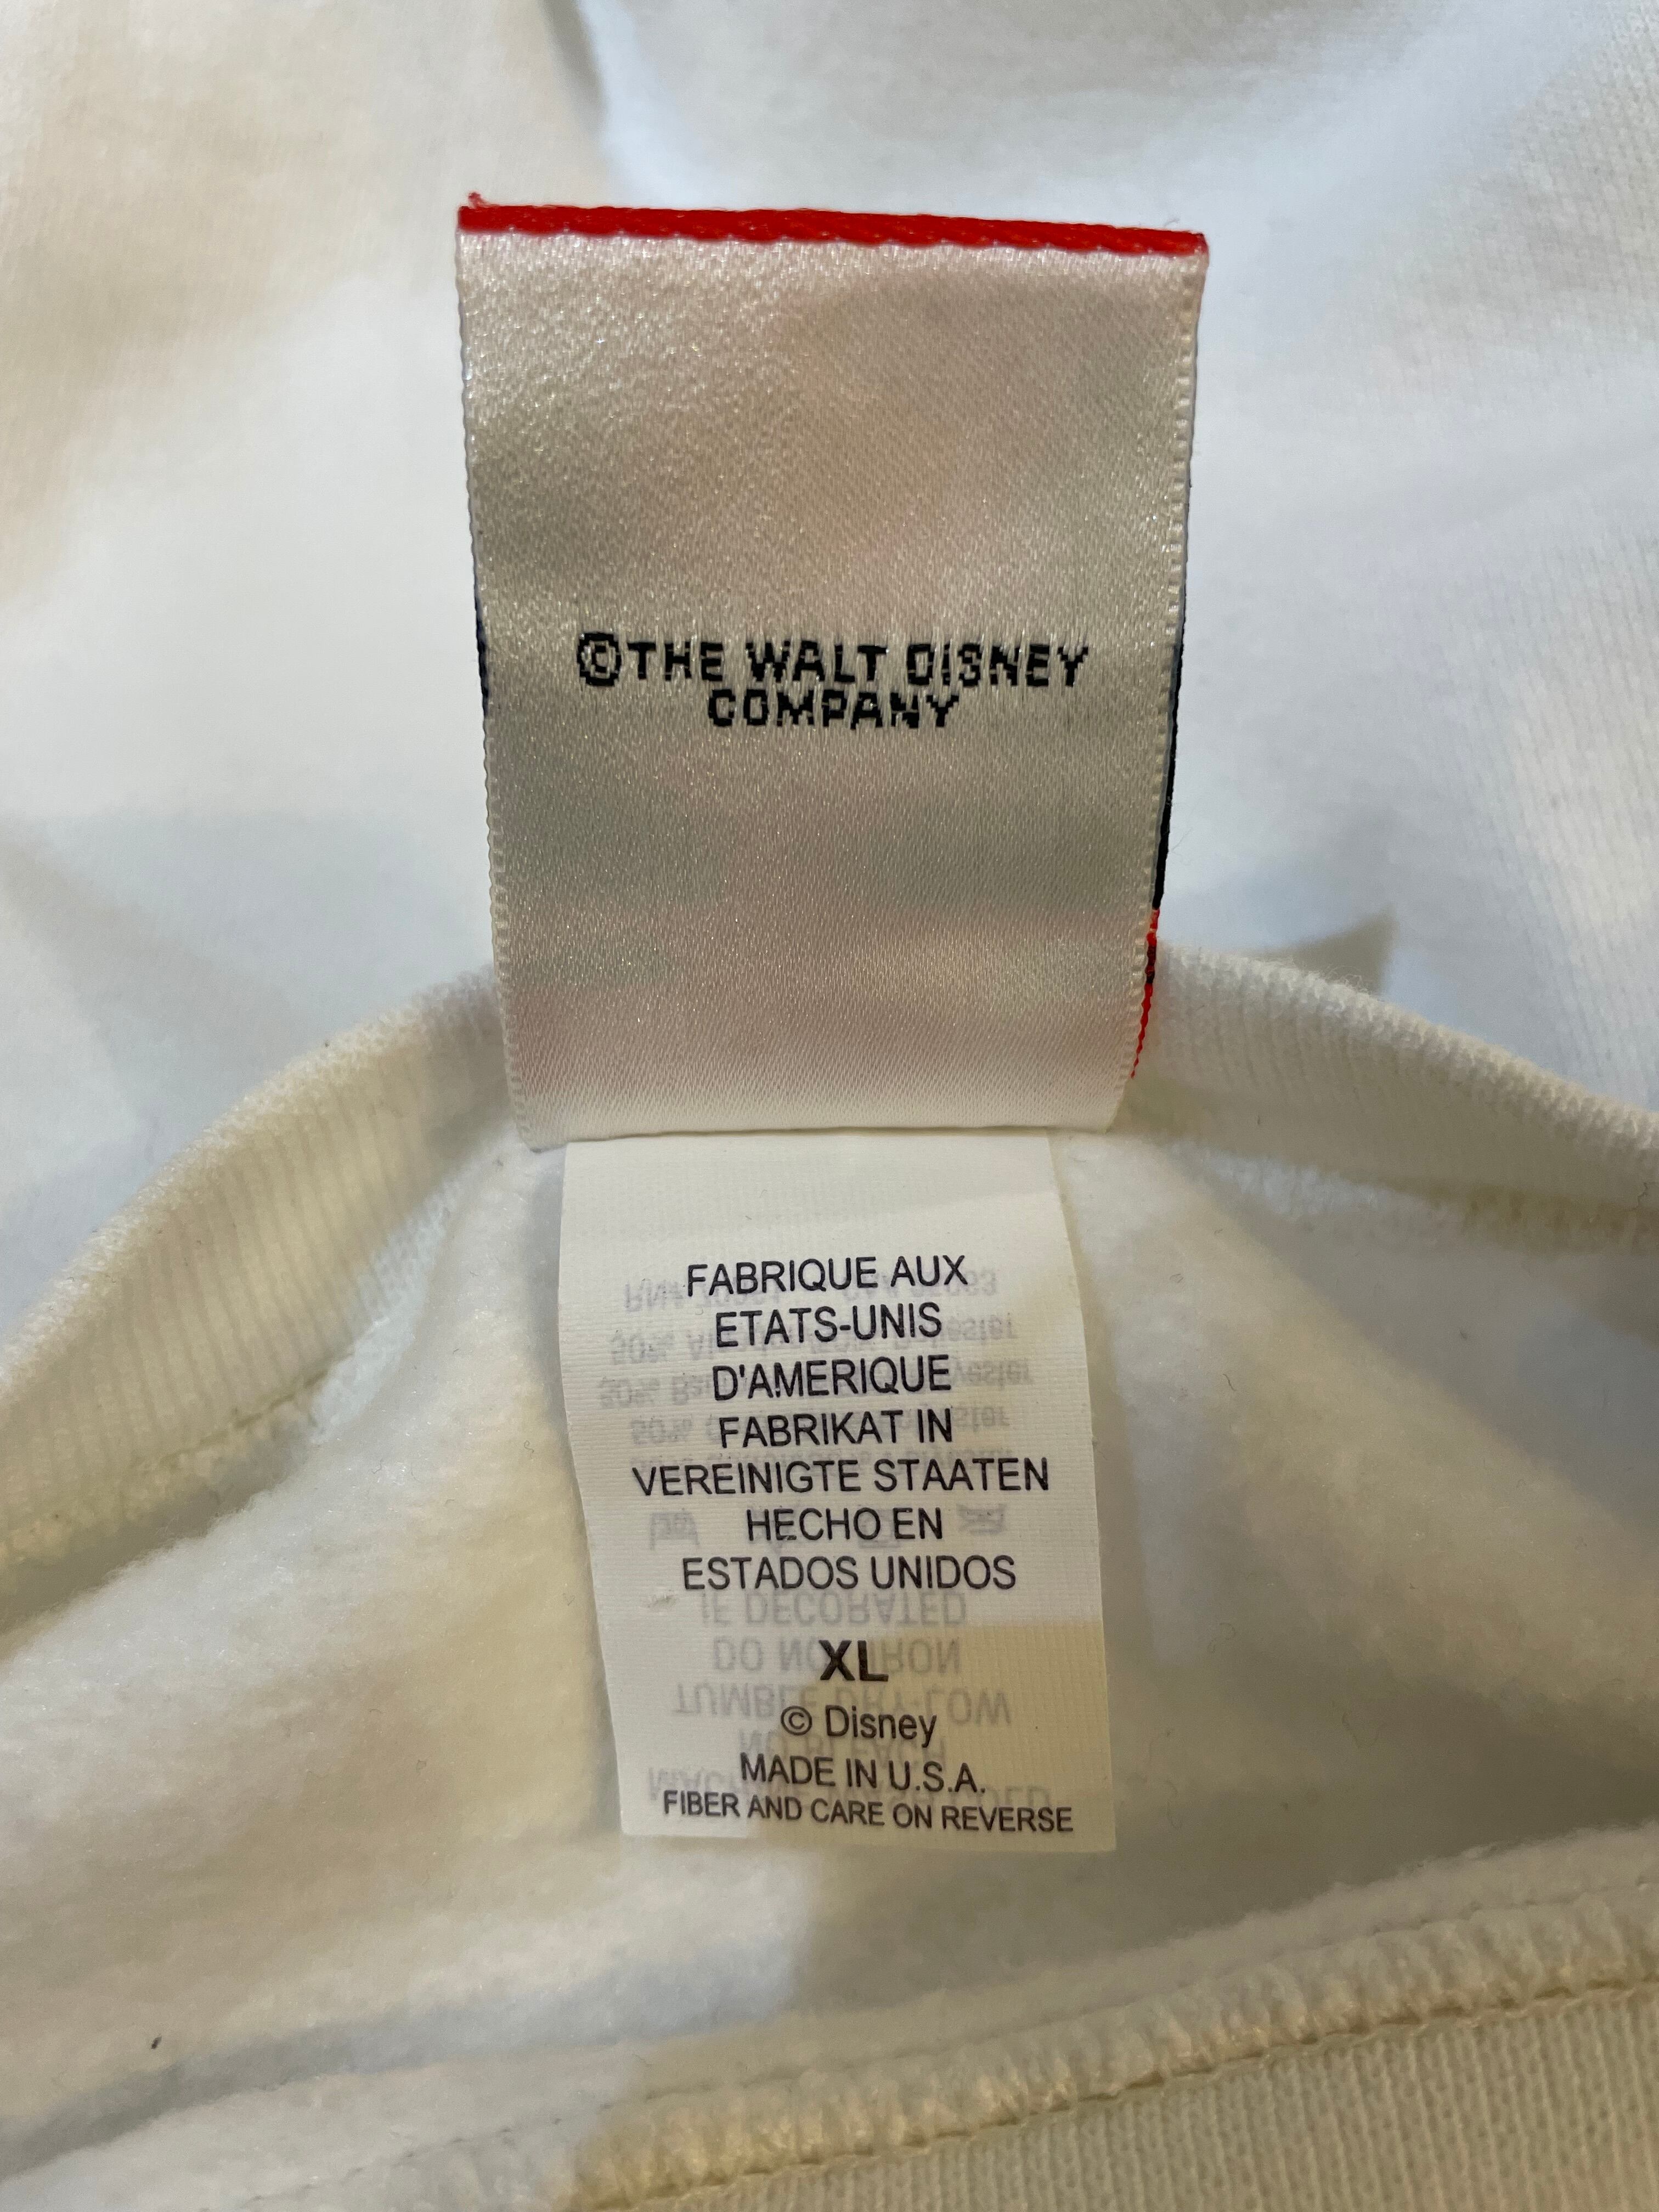 ©THE WALT DISNEY
COMPANY
FABRIQUE AUX
ETATS-UNIS
D'AMERIQUE
FABRIKAT IN
VEREINIGTE STAATEN
HECHO EN
ESTADOS UNIDOS
XL
© Disney
MADE IN U.S.A.
FIBER AND CARE ON REVERSE